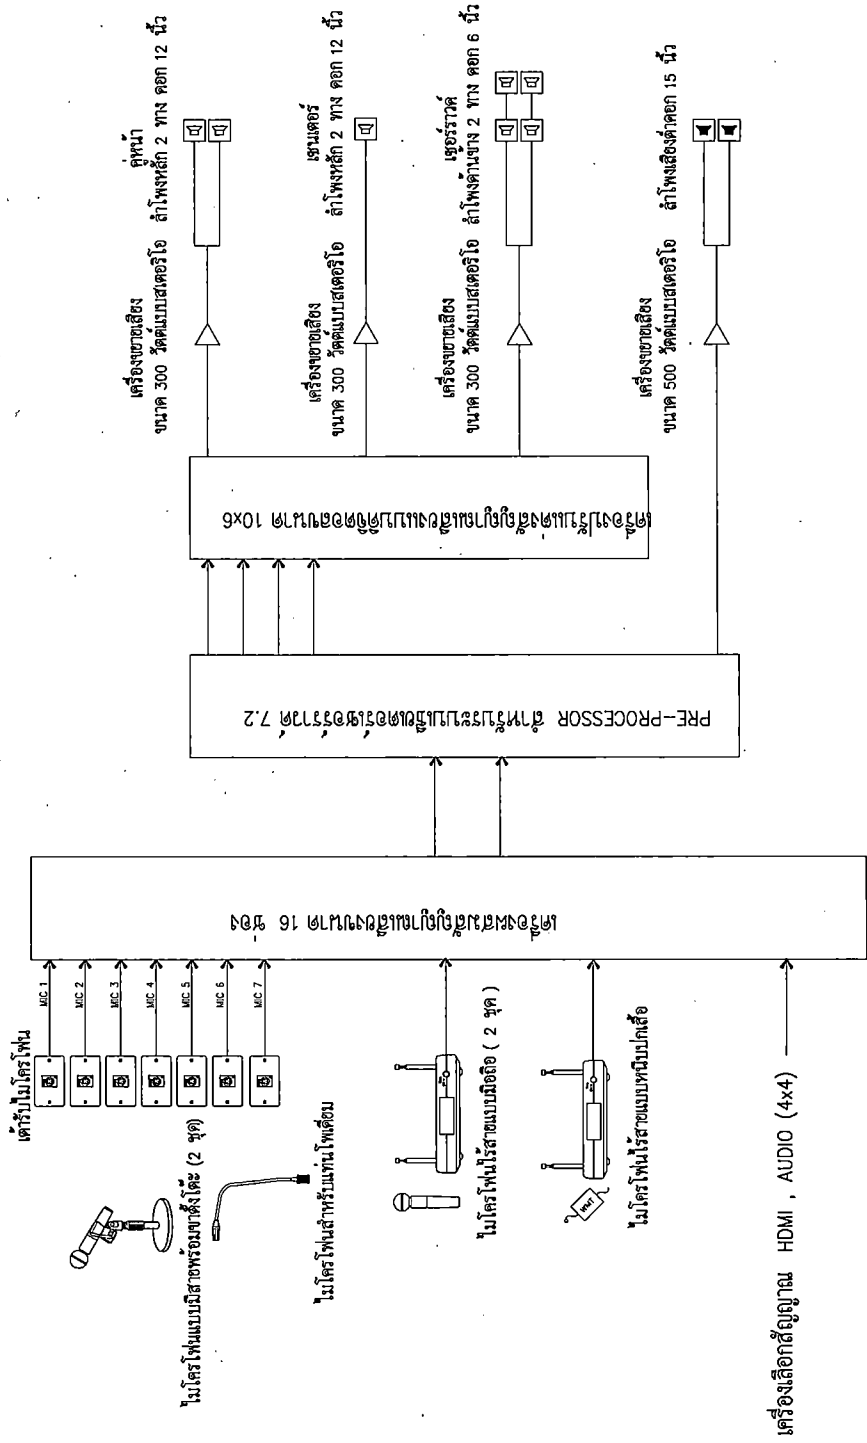 เต้ารับไมโครโฟน
MIC 1
MIC 2
MIC 3
MIC 4
MIC 5
MIC 6
MIC 7
ไมโครโฟนแบบมีสายพร้อมขาตั้งโต๊ะ (2 ชุด)
ไมโครโฟนสำหรับแท่นโพเดียม
ไมโครโฟนไร้สายแบบมือถือ ( 2 ชุด )
ไมโครโฟนไร้สายแบบหนีบปกเสื้อ
เครื่องเลือกสัญญาณ HDMI , AUDIO (4x4)
เครื่องผสมสัญญาณเสียงขนาด 16 ช่อง
PRE-PROCESSOR สำหรับระบบเธียเตอร์เซอร์ราวด์ 7.2
เครื่องปรับแต่งสัญญาณเสียงแบบดิจิตอลขนาด 10x6
เครื่องขยายเสียง
ขนาด 300 วัตต์แบบสเตอริโอ
คู่หน้า
ลำโพงหลัก 2 ทาง ดอก 12 นิ้ว
เครื่องขยายเสียง
ขนาด 300 วัตต์แบบสเตอริโอ
เซนเตอร์
ลำโพงหลัก 2 ทาง ดอก 12 นิ้ว
เครื่องขยายเสียง
ขนาด 300 วัตต์แบบสเตอริโอ
เซอร์ราวด์
ลำโพงด้านข้าง 2 ทาง ดอก 6 นิ้ว
เครื่องขยายเสียง
ขนาด 500 วัตต์แบบสเตอริโอ
ลำโพงเสียงต่ำดอก 15 นิ้ว